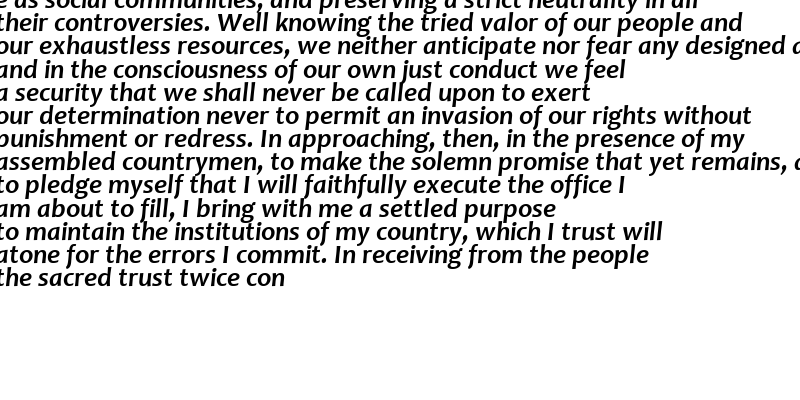 as social communities, and preserving a strict neutrality in all
their controversies. Well knowing the tried valor of our people and
our exhaustless resources, we neither anticipate nor fear any designed
and in the consciousness of our own just conduct we feel
a security that we shall never be called upon to exert
our determination never to permit an invasion of our rights without
punishment or redress. In approaching, then, in the presence of my
assembled countrymen, to make the solemn promise that yet remains,
to pledge myself that I will faithfully execute the office I
am about to fill, I bring with me a settled purpose
to maintain the institutions of my country, which I trust will
atone for the errors I commit. In receiving from the people
the sacred trust twice con